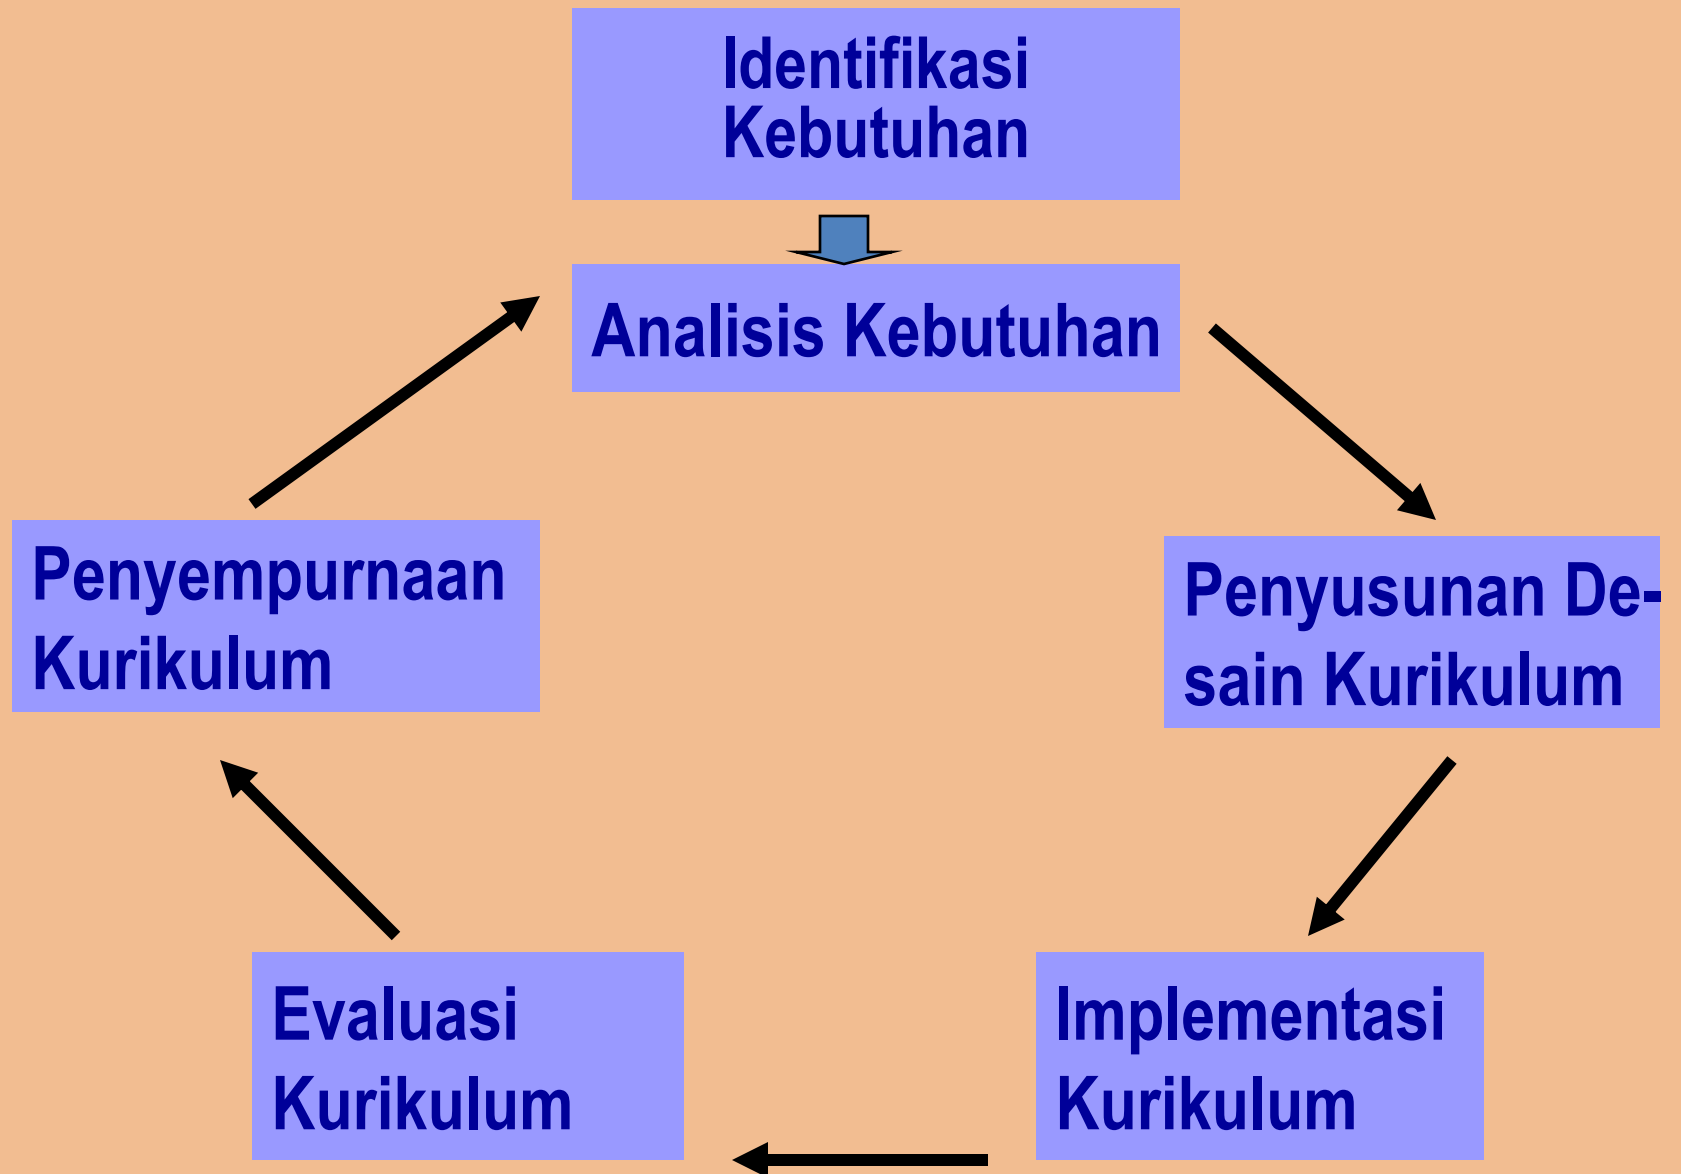 Identifikasi
Kebutuhan
Analisis Kebutuhan
Penyempurnaan
Kurikulum
Penyusunan De-
sain Kurikulum
Evaluasi
Kurikulum
Implementasi
Kurikulum